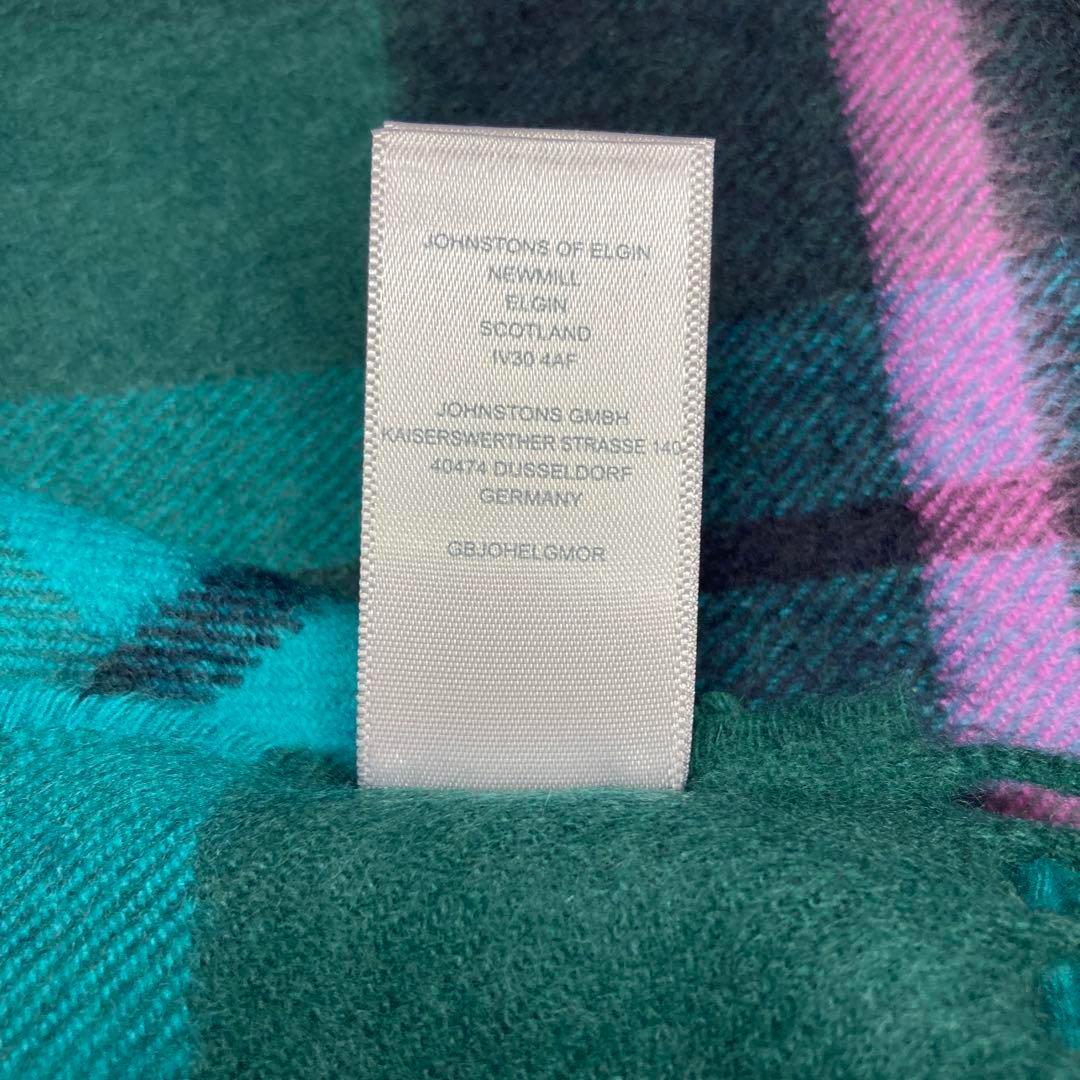 JOHNSTONS OF ELGIN
NEWMILL
ELGIN
SCOTLAND
IV30 4AF
JOHNSTONS GMBH
KAISERSWERTHER STRASSE 140
40474 DUSSELDORF
GERMANY
GBJOHELGMOR